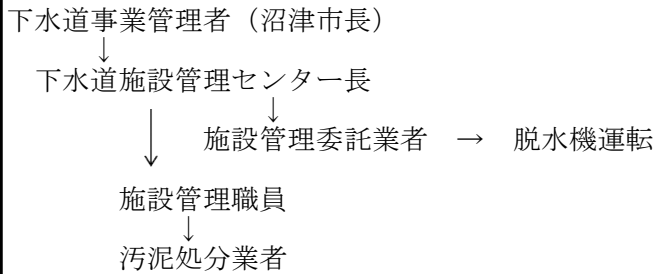 下水道事業管理者（沼津市長）
↓
下水道施設管理センター長
↓
施設管理委託業者 → 脱水機運転
↓
施設管理職員
↓
汚泥処分業者